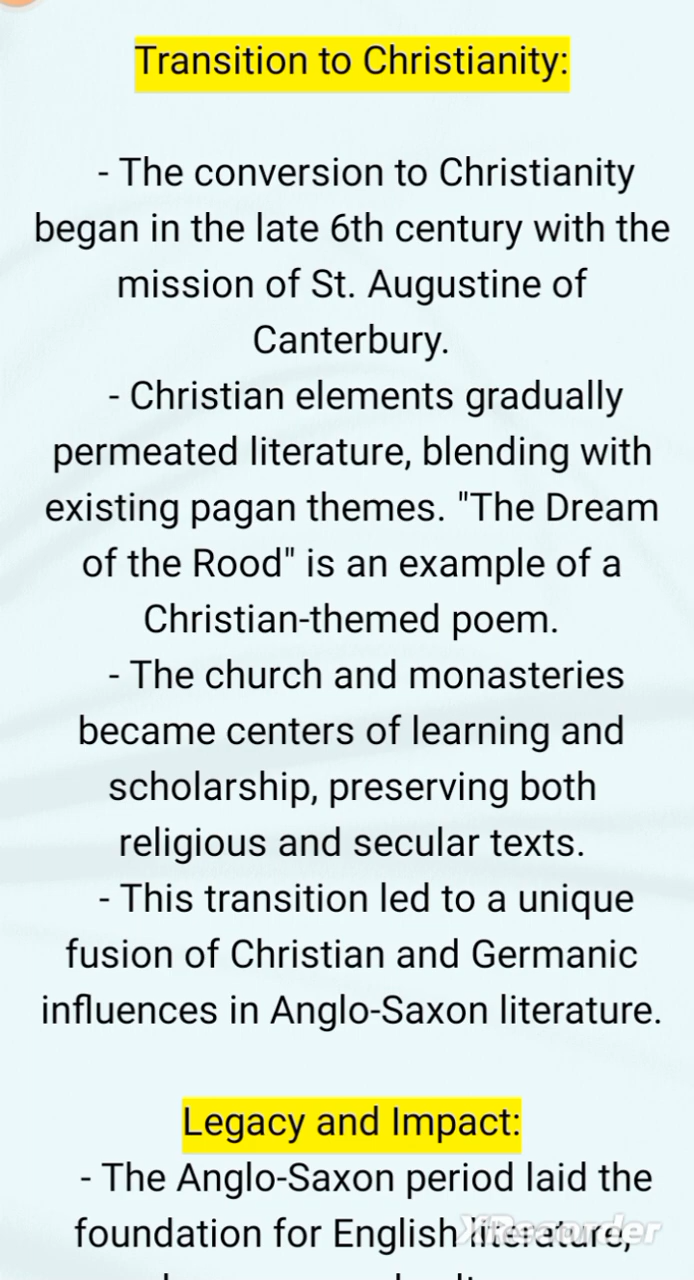 Transition to Christianity:
- The conversion to Christianity
began in the late 6th century with the
mission of St. Augustine of
Canterbury.
- Christian elements gradually
permeated literature, blending with
existing pagan themes. "The Dream
of the Rood" is an example of a
Christian-themed poem.
- The church and monasteries
became centers of learning and
scholarship, preserving both
religious and secular texts.
- This transition led to a unique
fusion of Christian and Germanic
influences in Anglo-Saxon literature.
Legacy and Impact:
- The Anglo-Saxon period laid the
foundation for English literature,
XRecorder